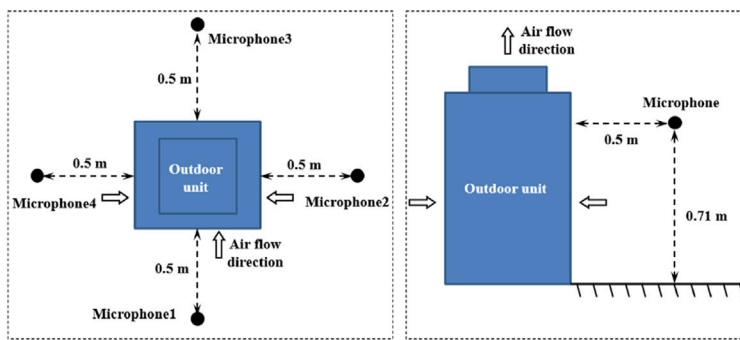 Microphone3
0.5 m
Outdoor
unit
0.5 m
0.5 m
Microphone4
Microphone2
Air flow
direction
0.5 m
Microphone1
Air flow
direction
Microphone
0.5 m
Outdoor unit
0.71 m